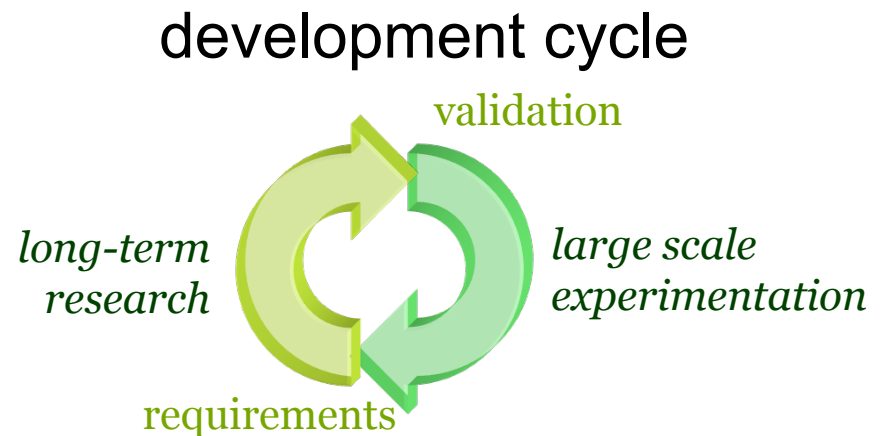 development cycle
validation
long-term
research
large scale
experimentation
requirements